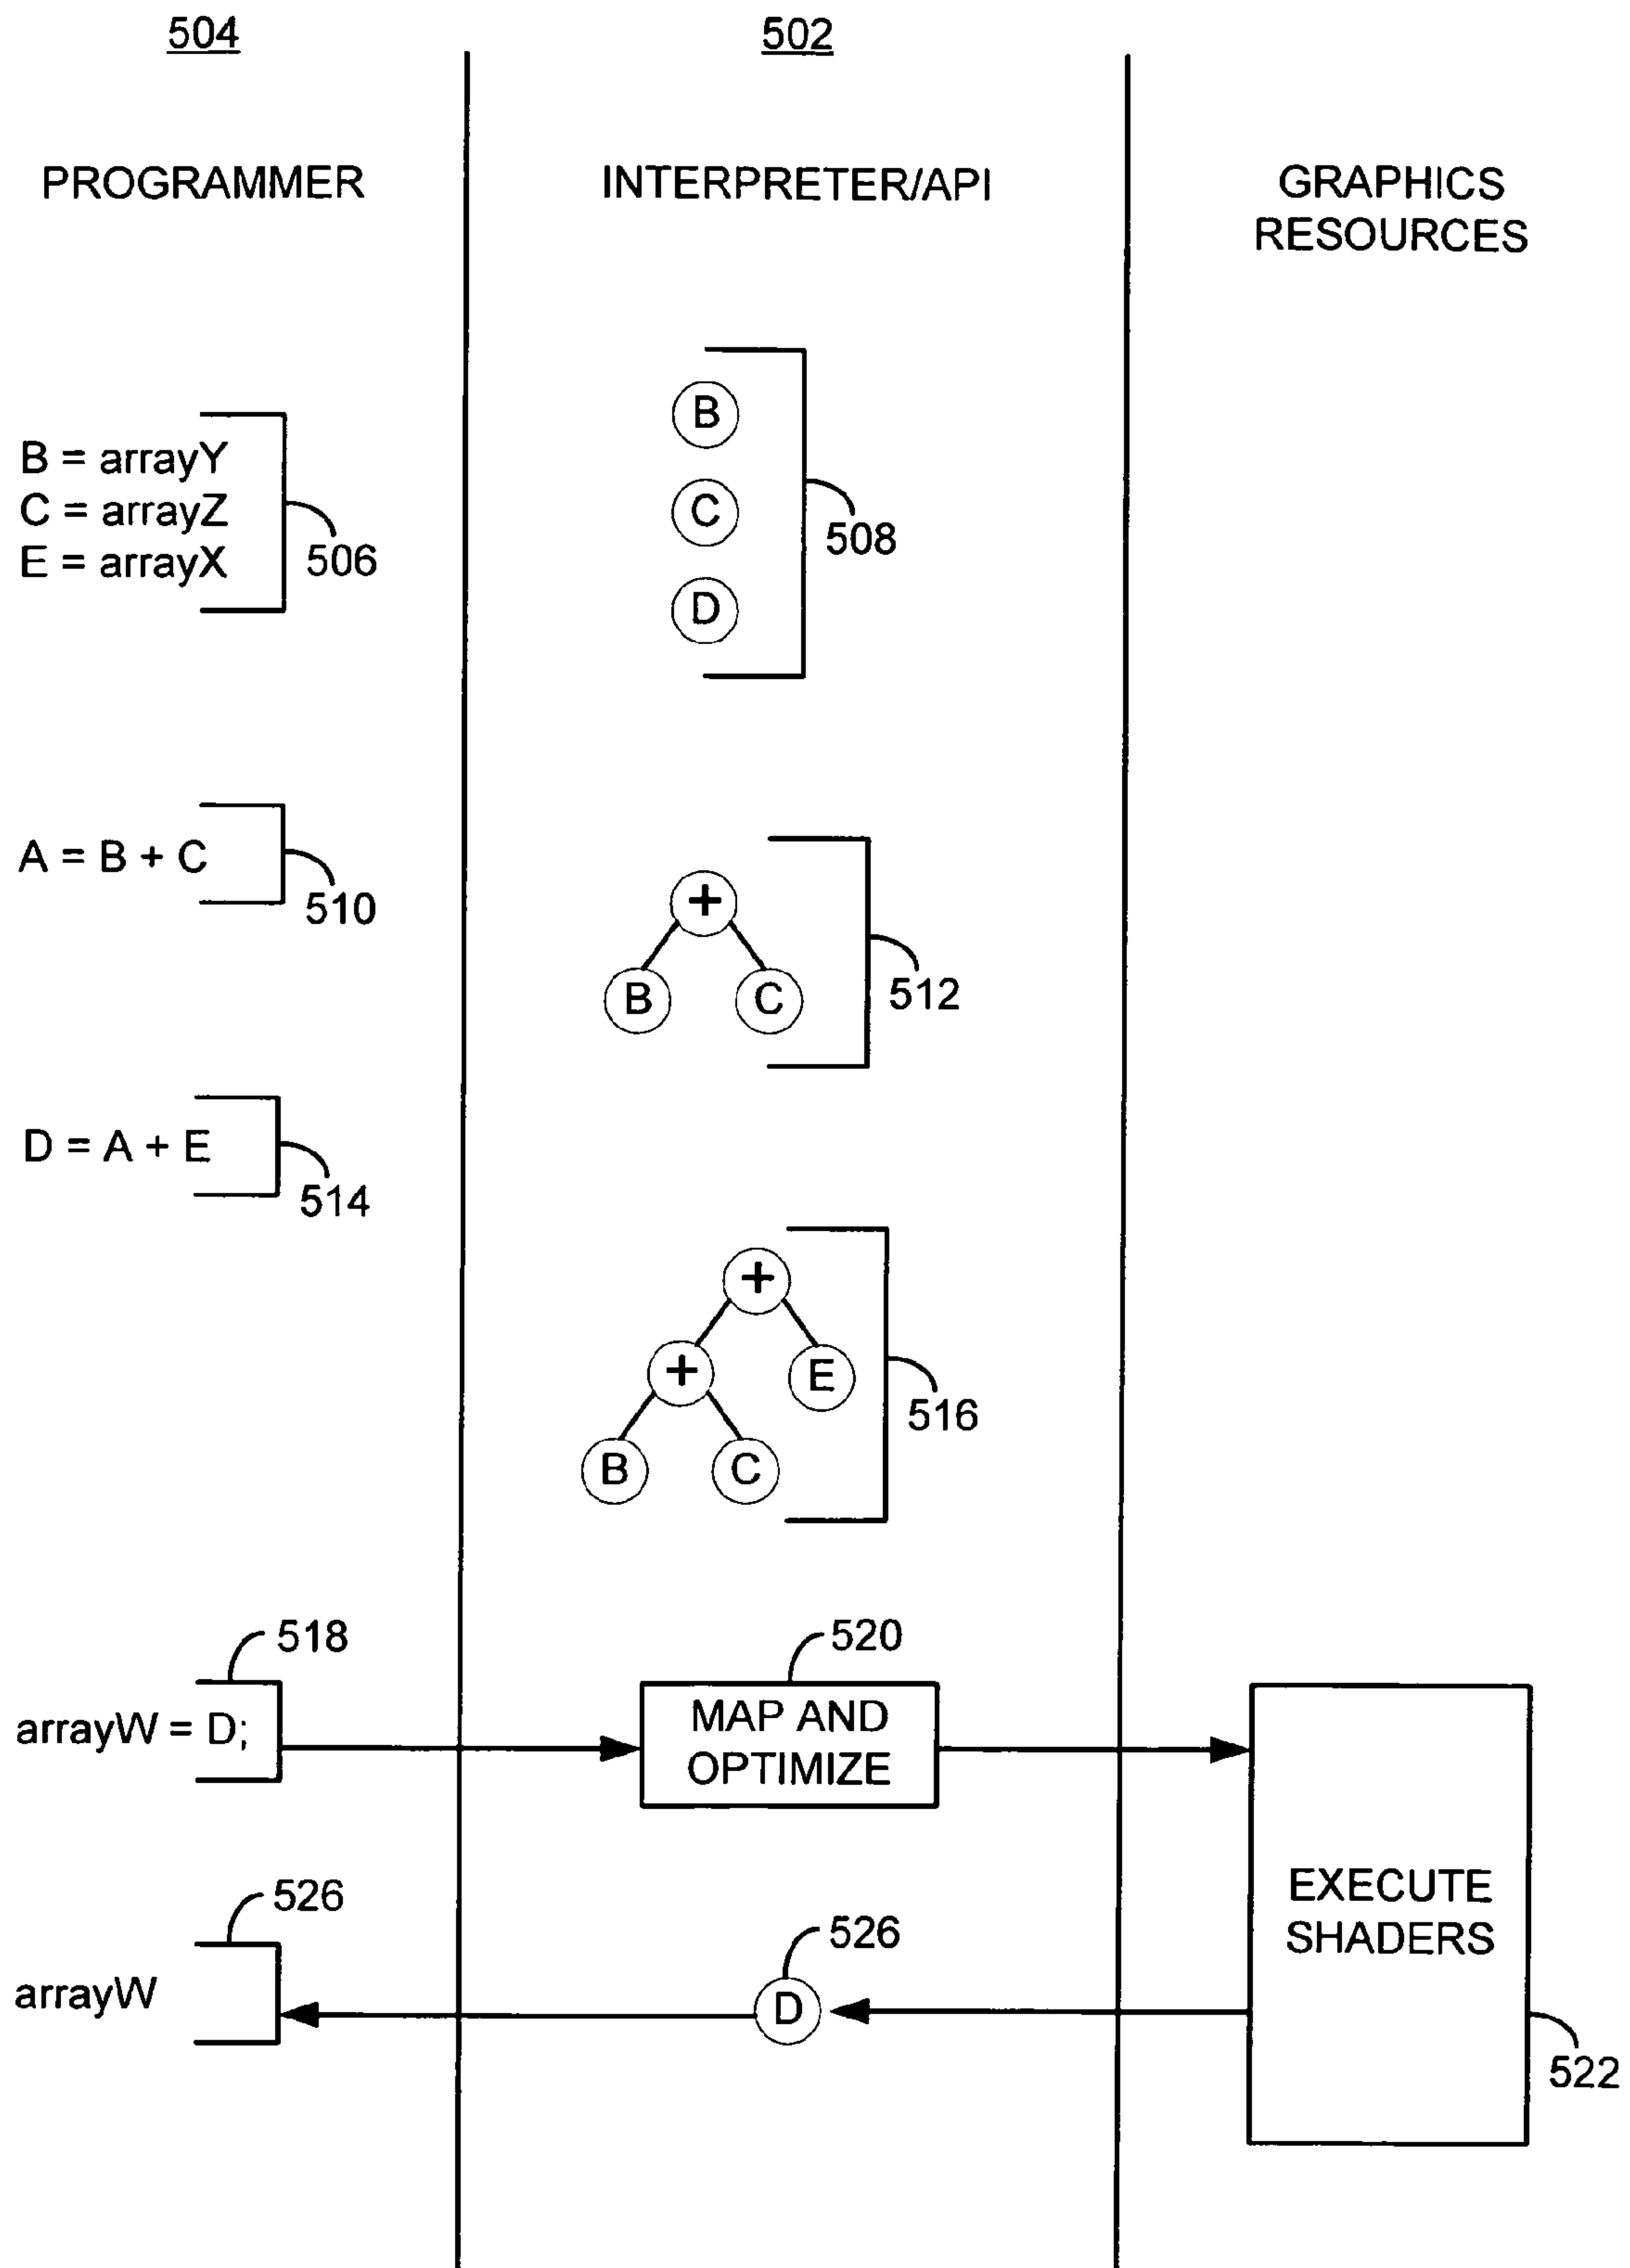 504
502
PROGRAMMER
INTERPRETER/API
GRAPHICS
RESOURCES
B = arrayY
C = arrayZ
E = arrayX
506
B
C
D
508
A = B + C
510
+
B
C
512
D = A + E
514
+
+
E
B
C
516
518
arrayW = D;
520
MAP AND
OPTIMIZE
EXECUTE
SHADERS
522
526
arrayW
526
D